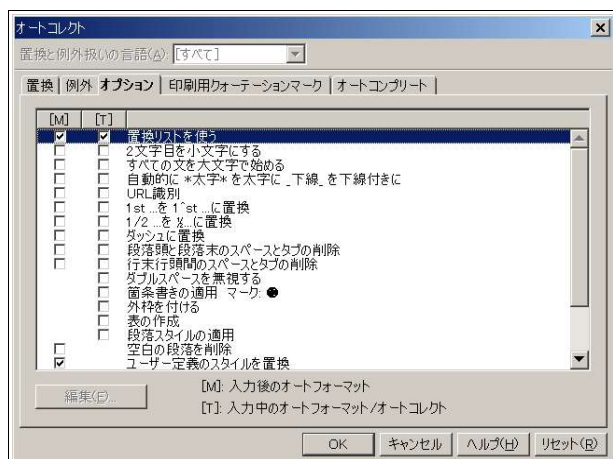 オートコレクト
置換と例外扱いの言語(A): [すべて]
置換 例外 オプション 印刷用クォーテーションマーク オートコンプリート
[M] [T]
置換リストを使う
2文字目を小文字にする
すべての文を大文字で始める
自動的に *太字* を太字に _下線_ を下線付きに
URL識別
1st ...を 1^st ...に置換
1/2 ...を ½...に置換
ダッシュに置換
段落頭と段落末のスペースとタブの削除
行末行頭間のスペースとタブの削除
ダブルスペースを無視する
箇条書きの適用 マーク: ●
外枠を付ける
表の作成
段落スタイルの適用
空白の段落を削除
ユーザー定義のスタイルを置換
編集(E)...
[M]: 入力後のオートフォーマット
[T]: 入力中のオートフォーマット/オートコレクト
OK キャンセル ヘルプ(H) リセット(R)